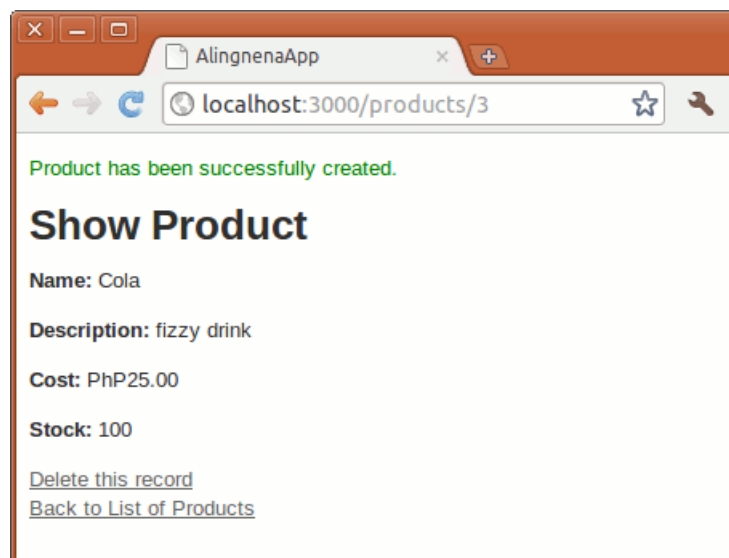 AlingnenaApp
localhost:3000/products/3
Product has been successfully created.
Show Product
Name: Cola
Description: fizzy drink
Cost: PhP25.00
Stock: 100
Delete this record
Back to List of Products